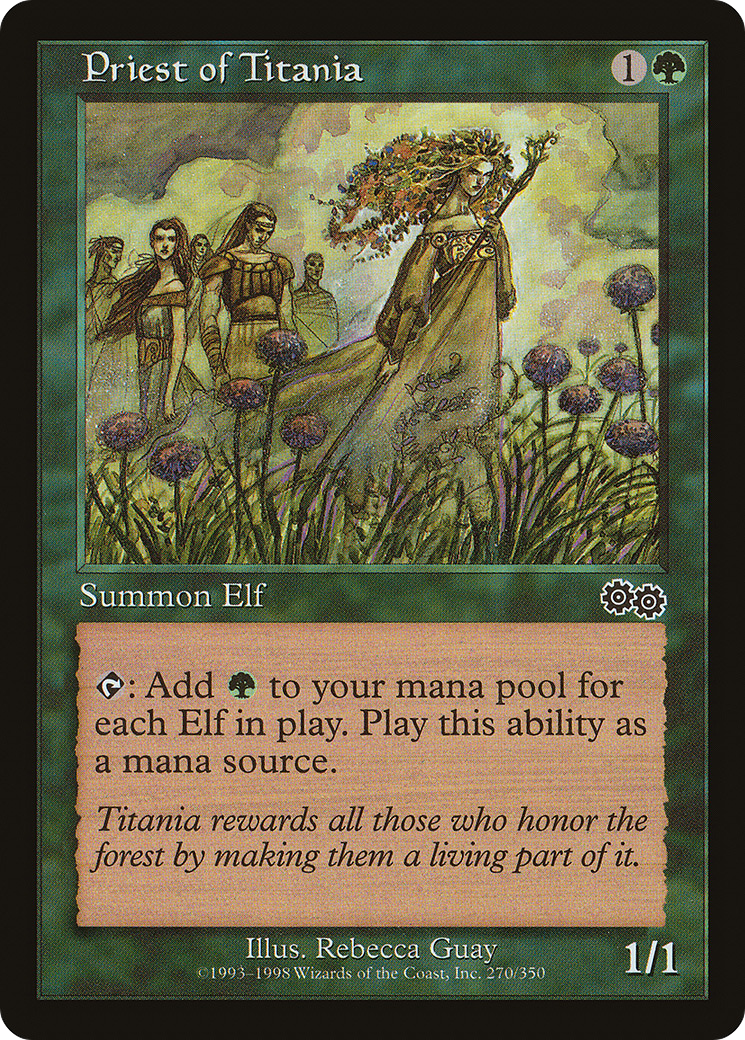 Priest of Titania 1
Summon Elf
: Add to your mana pool for
each Elf in play. Play this ability as
a mana source.
Titania rewards all those who honor the
forest by making them a living part of it.
Illus. Rebecca Guay
©1993–1998 Wizards of the Coast, Inc. 270/350
1/1